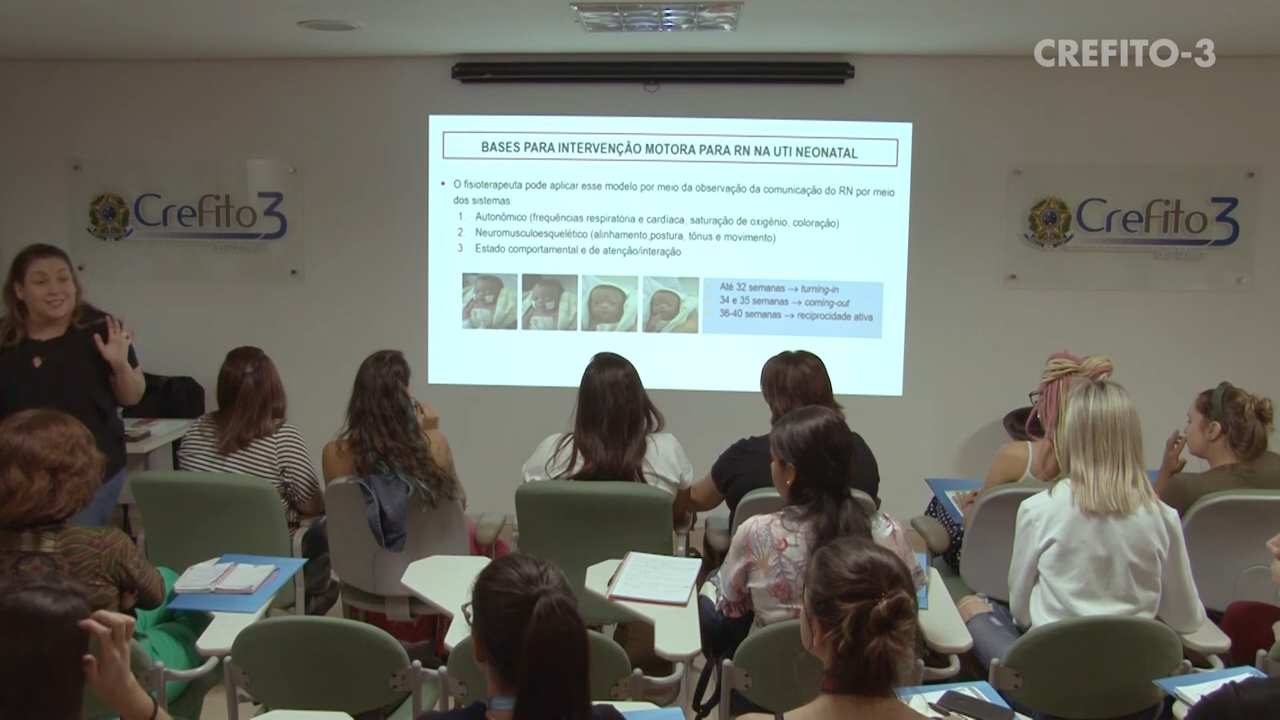 CREFITO-3
BASES PARA INTERVENÇÃO MOTORA PARA RN NA UTI NEONATAL
• O fisioterapeuta pode aplicar esse modelo por meio da observação da comunicação do RN por meio
dos sistemas:
1. Autonômico (frequências respiratória e cardíaca, saturação de oxigênio, coloração)
2. Neuromusculoesquelético (alinhamento,postura, tônus e movimento)
3. Estado comportamental e de atenção/interação
Até 32 semanas → turning-in
34 e 35 semanas → coming-out
36-40 semanas → reciprocidade ativa
CreFito3
CreFito3